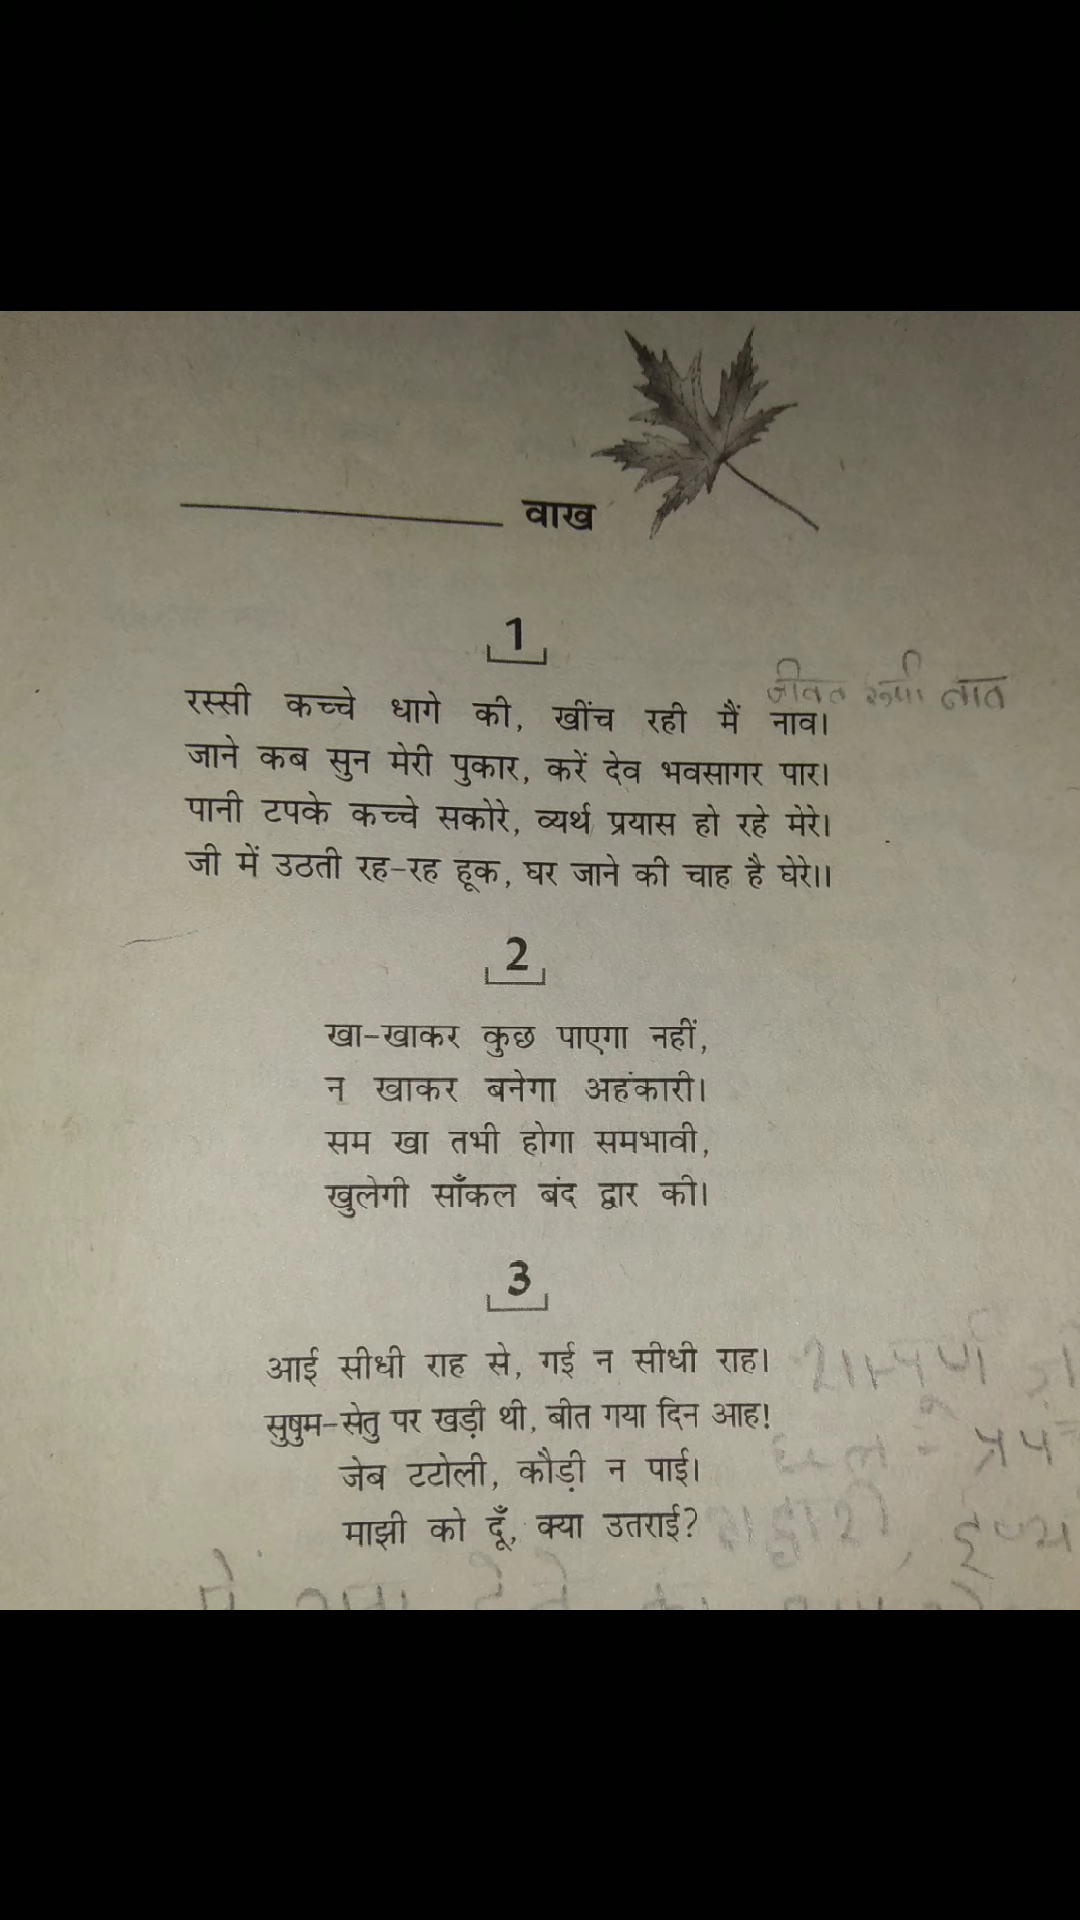 वाख
1
जीवन रूपी नाव
रस्सी कच्चे धागे की, खींच रही मैं नाव।
जाने कब सुन मेरी पुकार, करें देव भवसागर पार।
पानी टपके कच्चे सकोरे, व्यर्थ प्रयास हो रहे मेरे।
जी में उठती रह-रह हूक, घर जाने की चाह है घेरे।।
2
खा-खाकर कुछ पाएगा नहीं,
न खाकर बनेगा अहंकारी।
सम खा तभी होगा समभावी,
खुलेगी साँकल बंद द्वार की।
3
आई सीधी राह से, गई न सीधी राह।
सुषुम-सेतु पर खड़ी थी, बीत गया दिन आह!
जेब टटोली, कौड़ी न पाई।
माझी को दूँ, क्या उतराई?